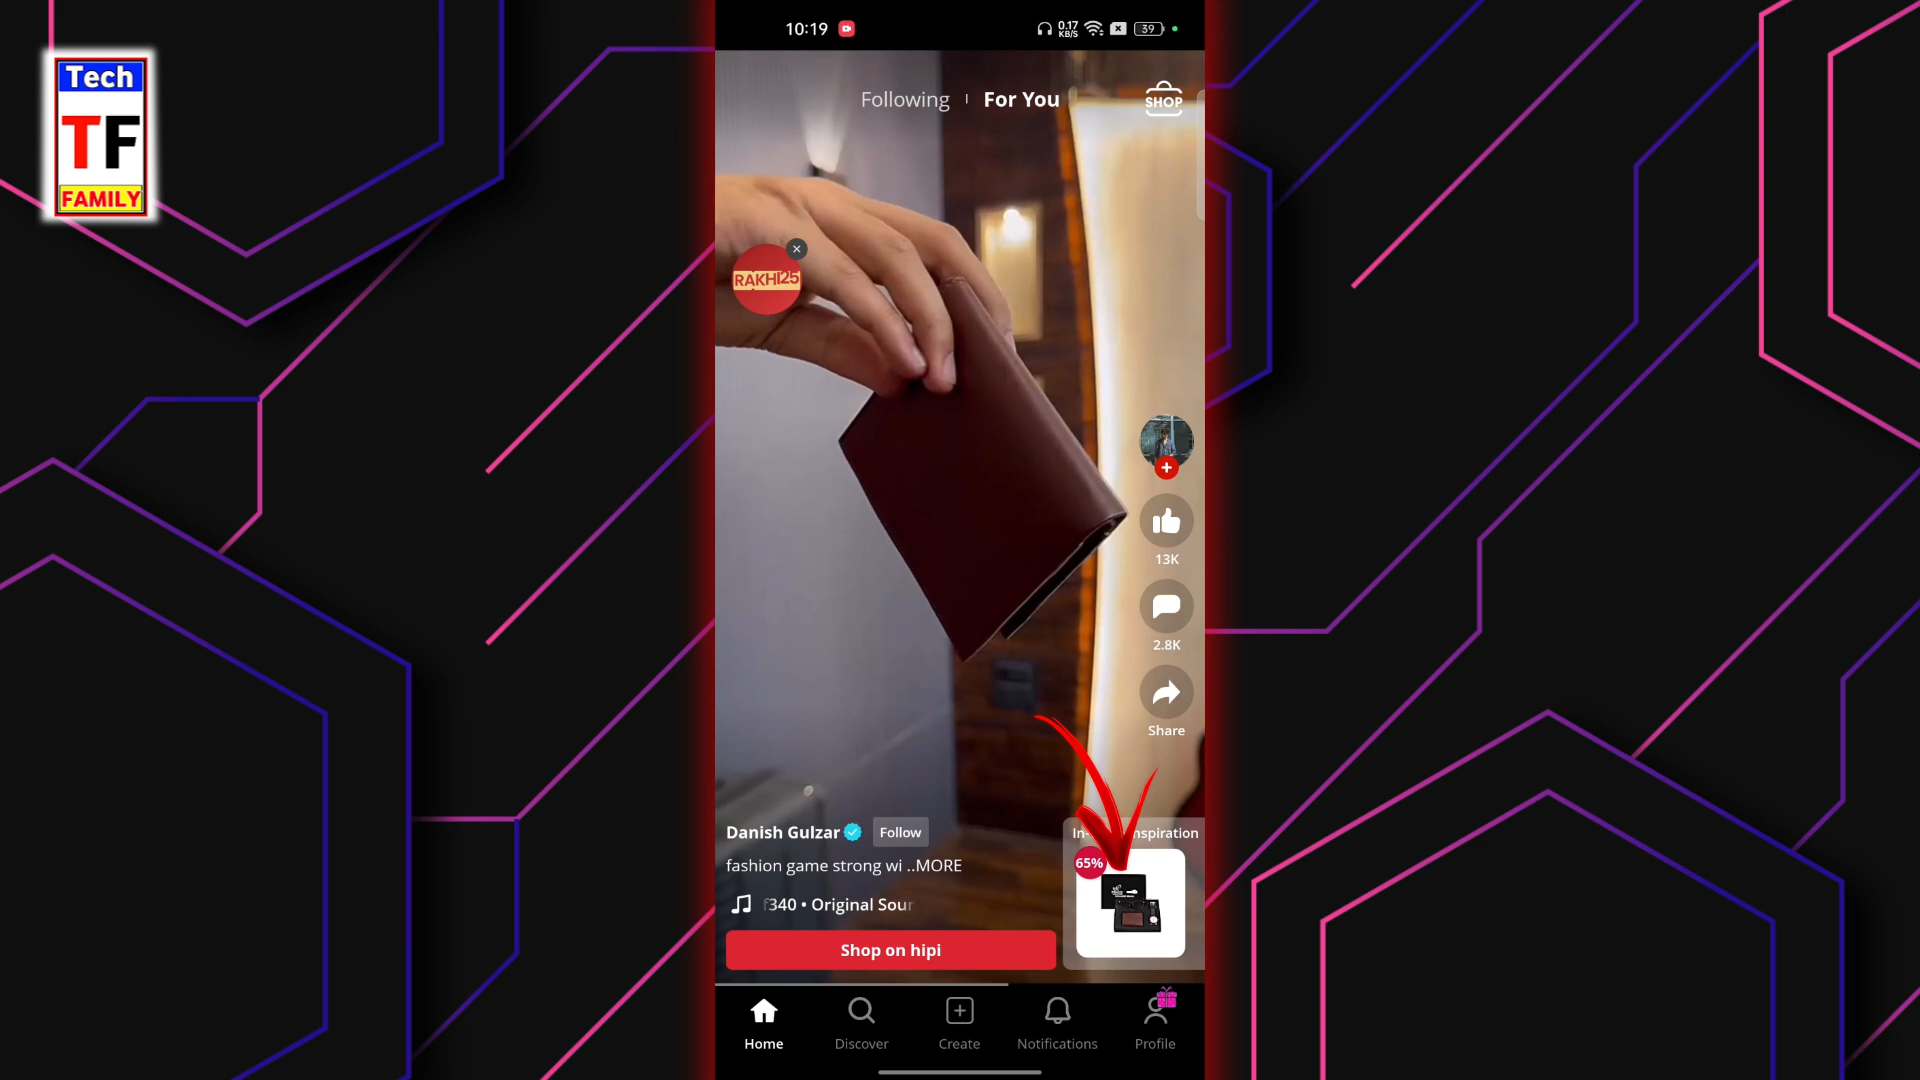 Tech
TF
FAMILY
10:19
0.17
KB/S
39
Following
For You
SHOP
RAKHI25
13K
2.8K
Share
Danish Gulzar
Follow
In-
nspiration
fashion game strong wi ..MORE
65%
f340 • Original Sour
Shop on hipi
Home
Discover
Create
Notifications
Profile